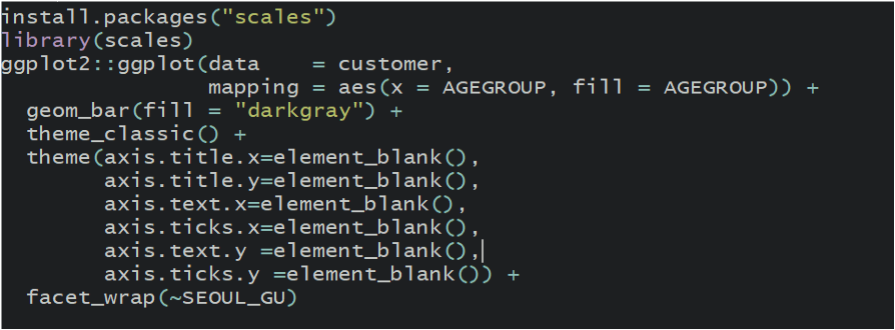 install.packages("scales")
library(scales)
ggplot2::ggplot(data    = customer,
                mapping = aes(x = AGEGROUP, fill = AGEGROUP)) +
  geom_bar(fill = "darkgray") +
  theme_classic() +
  theme(axis.title.x=element_blank(),
        axis.title.y=element_blank(),
        axis.text.x=element_blank(),
        axis.ticks.x=element_blank(),
        axis.text.y =element_blank(),
        axis.ticks.y =element_blank()) +
  facet_wrap(~SEOUL_GU)